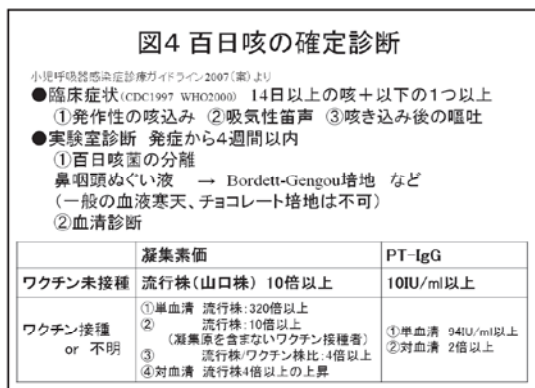 図4 百日咳の確定診断
小児呼吸器感染症診療ガイドライン2007(案)より
●臨床症状(CDC1997 WHO2000) 14日以上の咳+以下の1つ以上
①発作性の咳込み ②吸気性笛声 ③咳き込み後の嘔吐
●実験室診断 発症から4週間以内
①百日咳菌の分離
鼻咽頭ぬぐい液 → Bordett-Gengou培地 など
(一般の血液寒天、チョコレート培地は不可)
②血清診断
凝集素価 PT-IgG
ワクチン未接種 流行株(山口株) 10倍以上 10IU/ml以上
ワクチン接種 or 不明
①単血清 流行株:320倍以上
② 流行株:10倍以上
(凝集原を含まないワクチン接種者)
③ 流行株/ワクチン株比:4倍以上
④対血清 流行株4倍以上の上昇
①単血清 94IU/ml以上
②対血清 2倍以上